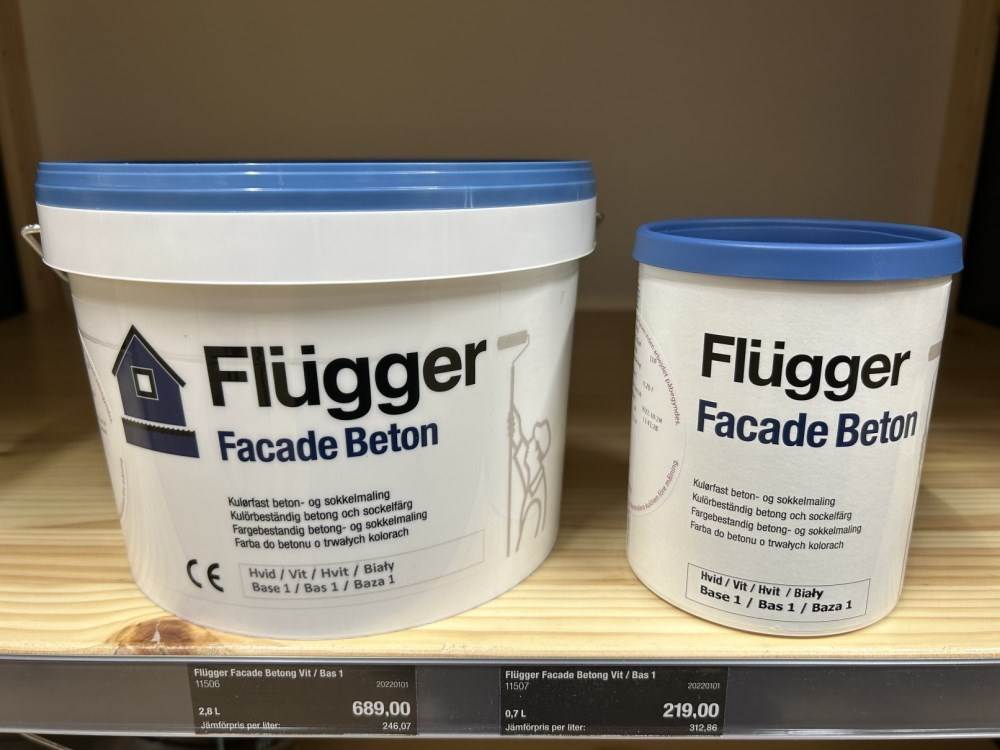 Flügger
Facade Beton
Kulørfast beton- og sokkelmaling
Kulörbeständig betong och sockelfärg
Fargebestandig betong- og sokkelmaling
Farba do betonu o trwałych kolorach
CE
Hvid / Vit / Hvit / Biały
Base 1 / Bas 1 / Baza 1
Flügger
Facade Beton
Kulørfast beton- og sokkelmaling
Kulörbeständig betong och sockelfärg
Fargebestandig betong- og sokkelmaling
Farba do betonu o trwałych kolorach
Hvid / Vit / Hvit / Biały
Base 1 / Bas 1 / Baza 1
påbegyndes.
Flügger Facade Betong Vit / Bas 1
11506 20220101
2,8 L 689,00
Jämförpris per liter: 246,07
Flügger Facade Betong Vit / Bas 1
11507 20220101
0,7 L 219,00
Jämförpris per liter: 312,86